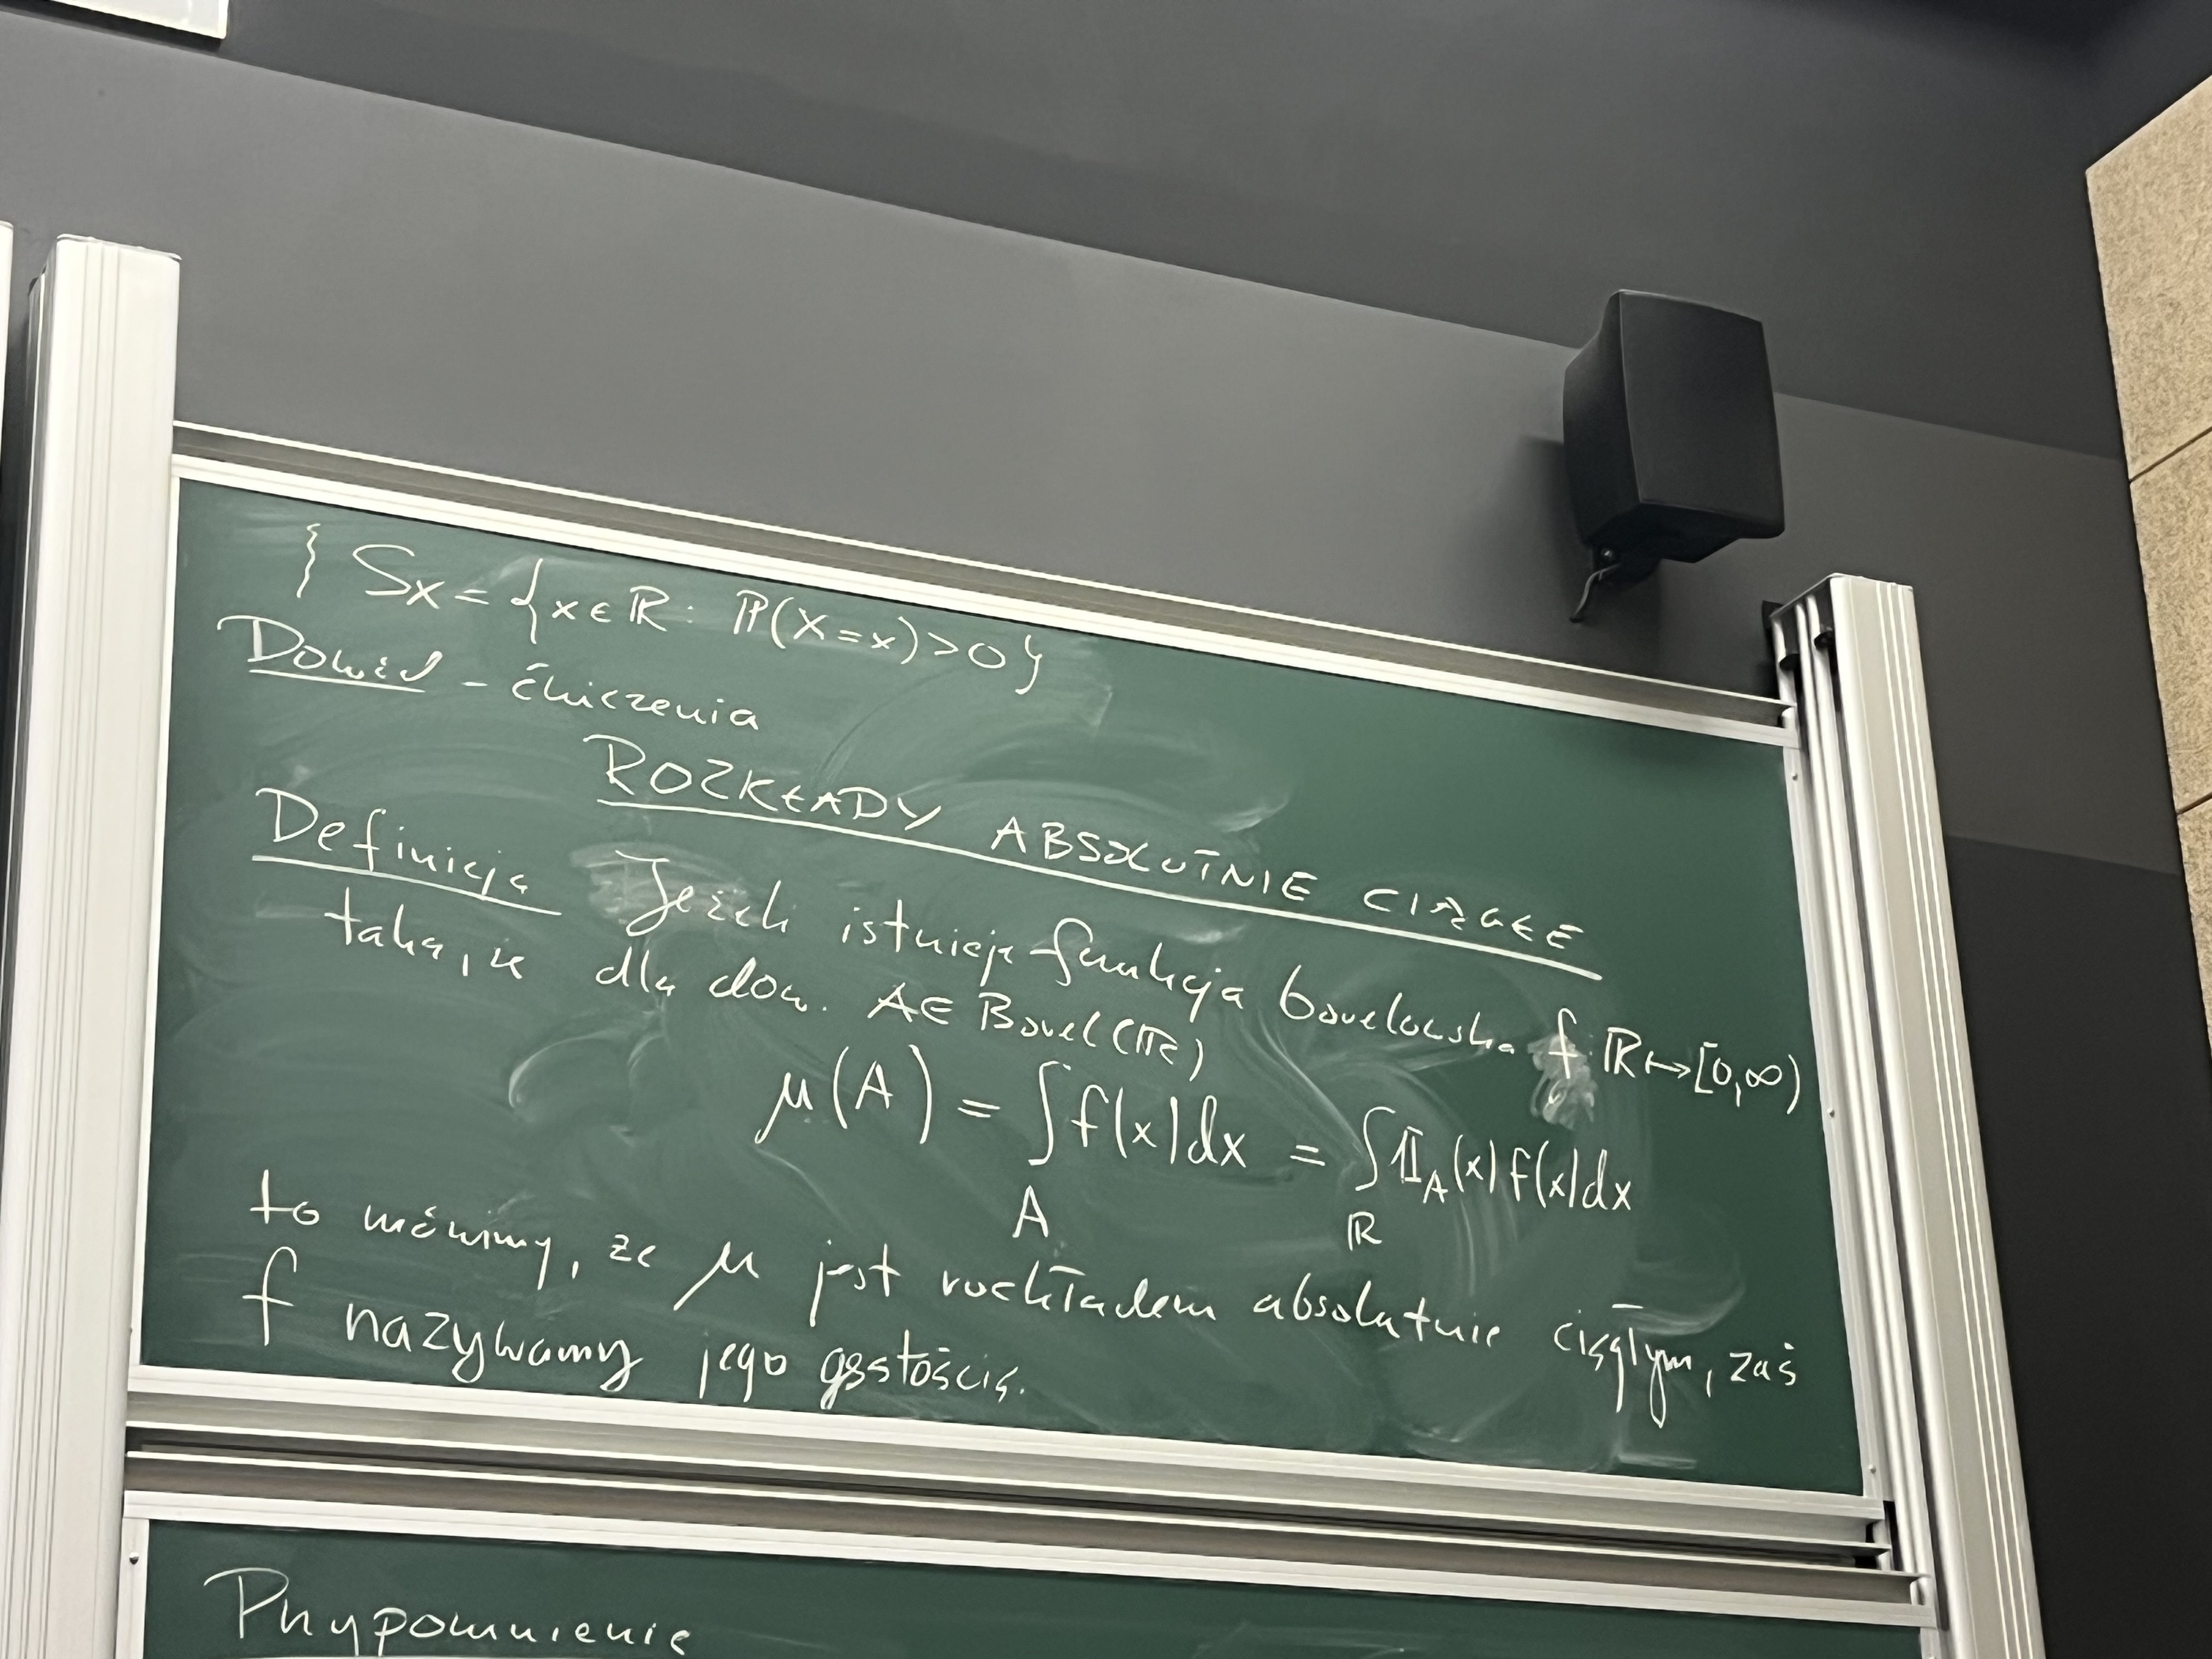 } Sx = {x ∈ ℝ : ℙ(X=x)>0}
Dowód - ćwiczenia
ROZKŁADY ABSOLUTNIE CIĄGŁE
Definicja Jeżeli istnieje funkcja borelowska f: ℝ ↦ [0,∞)
taka, że dla dow. A ∈ Borel(ℝ)
μ(A) = ∫_A f(x)dx = ∫_ℝ 𝟙_A(x) f(x)dx
to mówimy, że μ jest rozkładem absolutnie ciągłym, zaś
f nazywamy jego gęstością.
Przypomnienie